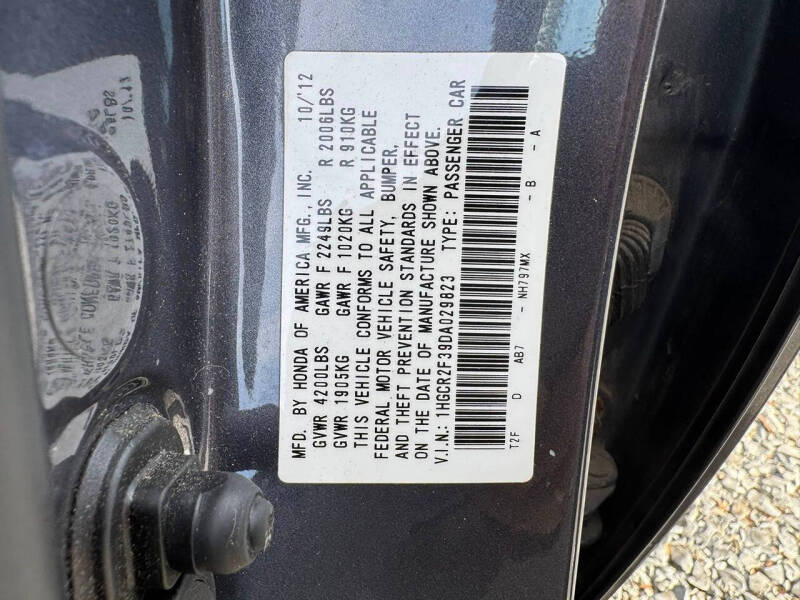 MFD. BY HONDA OF AMERICA MFG., INC. 10/'12
GVWR 4200LBS GAWR F 2249LBS R 2006LBS
GVWR 1905KG GAWR F 1020KG R 910KG
THIS VEHICLE CONFORMS TO ALL APPLICABLE
FEDERAL MOTOR VEHICLE SAFETY, BUMPER,
AND THEFT PREVENTION STANDARDS IN EFFECT
ON THE DATE OF MANUFACTURE SHOWN ABOVE.
V.I.N.: 1HGCR2F39DA029823 TYPE: PASSENGER CAR
T2F D AB7 - NH797MX - B - A